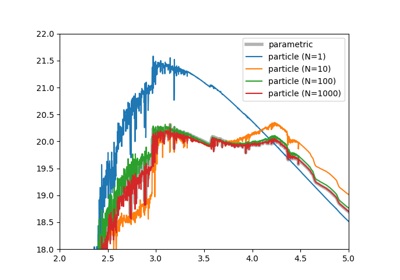 22.0
21.5
21.0
20.5
20.0
19.5
19.0
18.5
18.0
2.0 2.5 3.0 3.5 4.0 4.5 5.0
parametric
particle (N=1)
particle (N=10)
particle (N=100)
particle (N=1000)